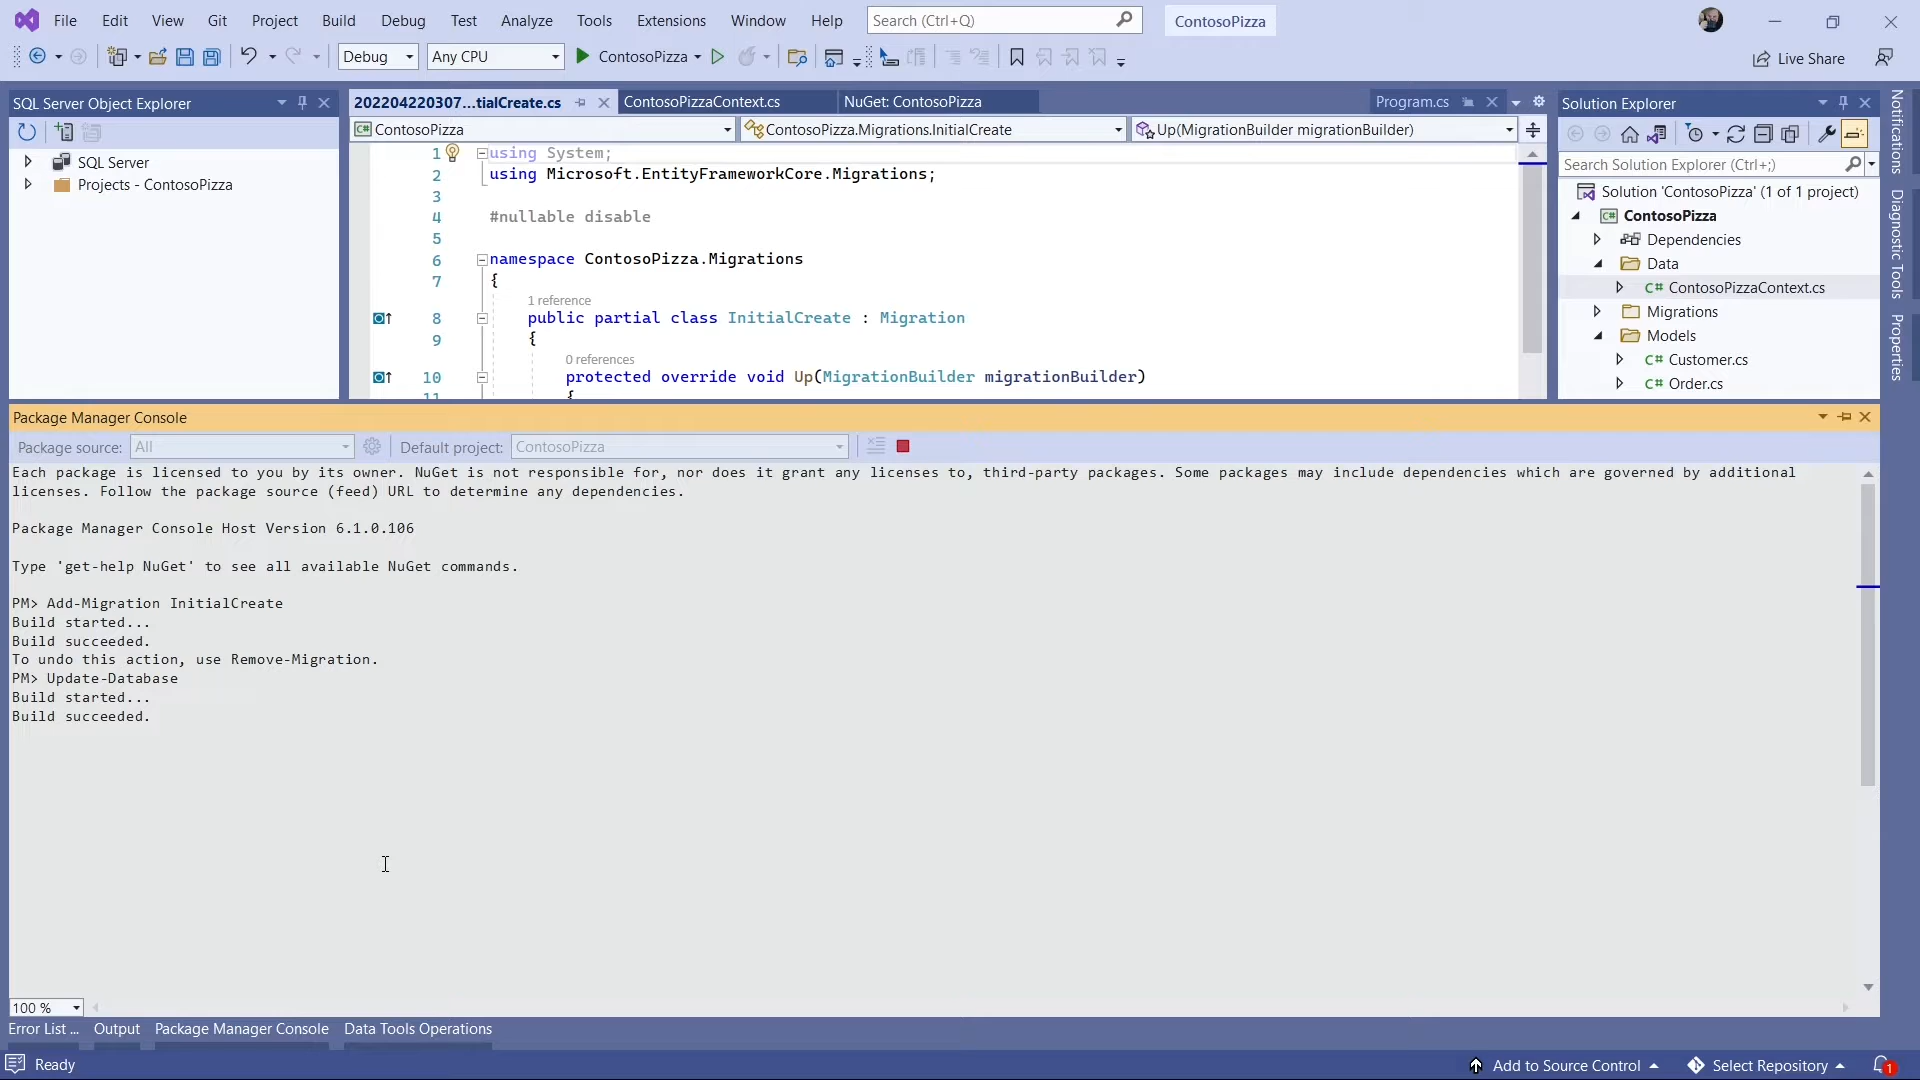 File Edit View Git Project Build Debug Test Analyze Tools Extensions Window Help Search (Ctrl+Q) ContosoPizza
Debug Any CPU ContosoPizza Live Share
SQL Server Object Explorer
SQL Server
Projects - ContosoPizza
202204220307...tialCreate.cs ContosoPizzaContext.cs NuGet: ContosoPizza Program.cs
ContosoPizza ContosoPizza.Migrations.InitialCreate Up(MigrationBuilder migrationBuilder)
1 using System;
2 using Microsoft.EntityFrameworkCore.Migrations;
3
4 #nullable disable
5
6 namespace ContosoPizza.Migrations
7 {
1 reference
8 public partial class InitialCreate : Migration
9 {
0 references
10 protected override void Up(MigrationBuilder migrationBuilder)
11 {
Solution Explorer
Search Solution Explorer (Ctrl+;)
Solution 'ContosoPizza' (1 of 1 project)
ContosoPizza
Dependencies
Data
C# ContosoPizzaContext.cs
Migrations
Models
C# Customer.cs
C# Order.cs
Notifications
Diagnostic Tools
Properties
Package Manager Console
Package source: All Default project: ContosoPizza
Each package is licensed to you by its owner. NuGet is not responsible for, nor does it grant any licenses to, third-party packages. Some packages may include dependencies which are governed by additional
licenses. Follow the package source (feed) URL to determine any dependencies.
Package Manager Console Host Version 6.1.0.106
Type 'get-help NuGet' to see all available NuGet commands.
PM> Add-Migration InitialCreate
Build started...
Build succeeded.
To undo this action, use Remove-Migration.
PM> Update-Database
Build started...
Build succeeded.
100 %
Error List ... Output Package Manager Console Data Tools Operations
Ready Add to Source Control Select Repository 1